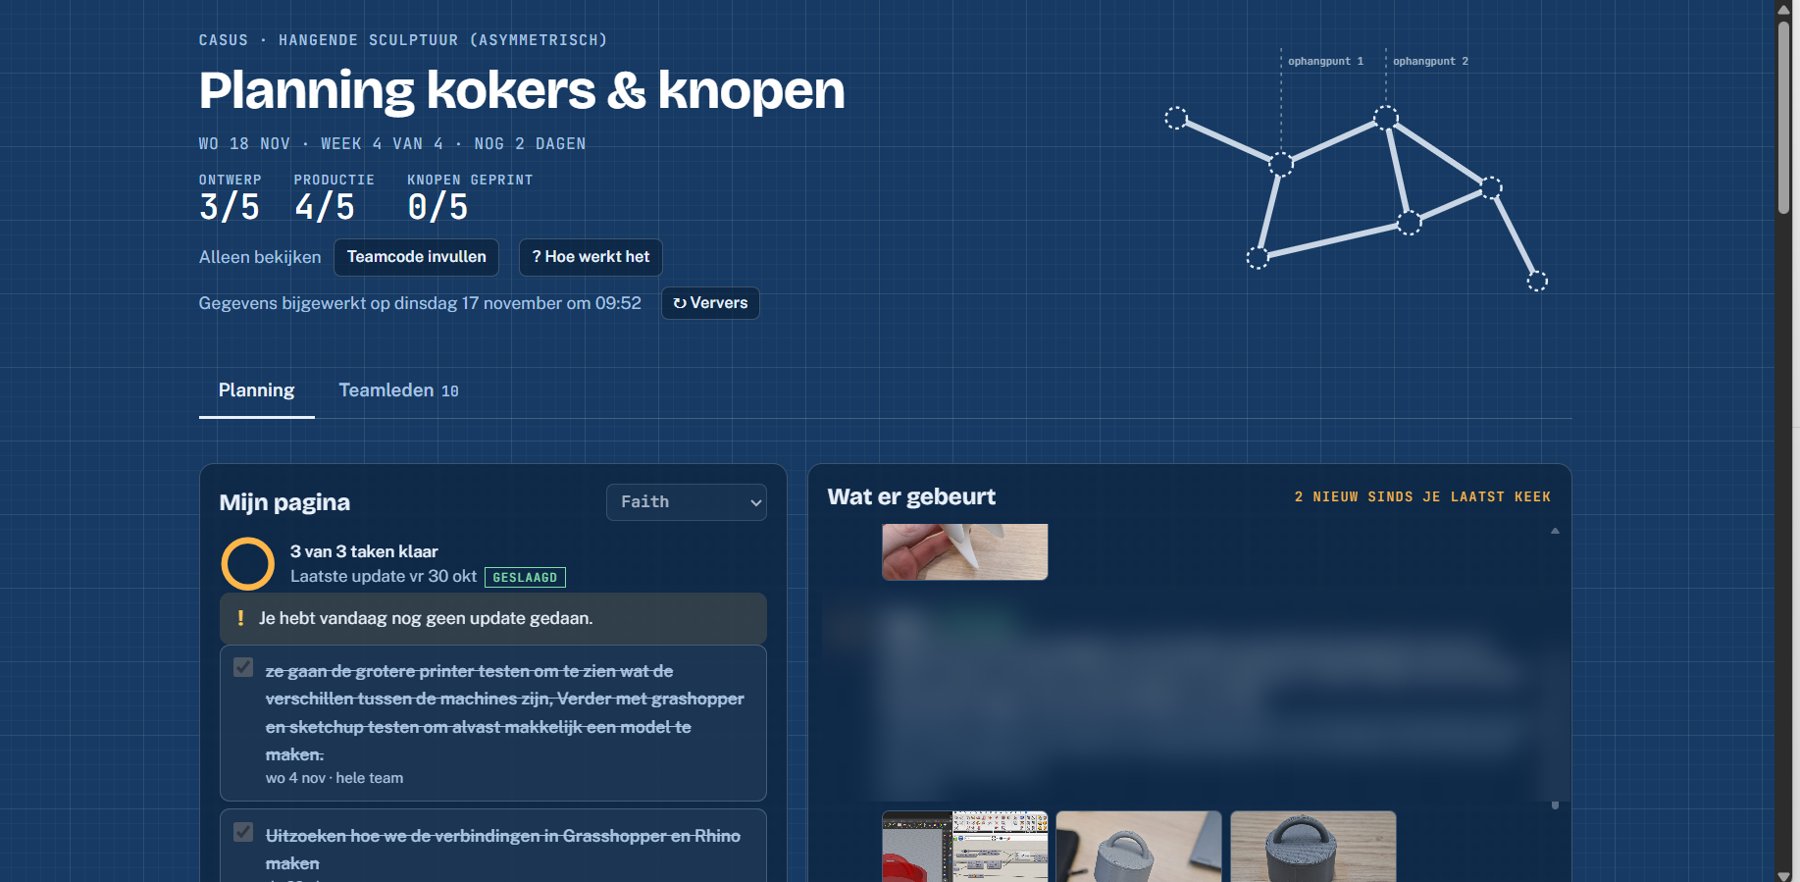 CASUS · HANGENDE SCULPTUUR (ASYMMETRISCH)
Planning kokers & knopen
WO 18 NOV · WEEK 4 VAN 4 · NOG 2 DAGEN
ONTWERP PRODUCTIE KNOPEN GEPRINT
3/5 4/5 0/5
Alleen bekijken Teamcode invullen ? Hoe werkt het
Gegevens bijgewerkt op dinsdag 17 november om 09:52 ↻ Ververs
ophangpunt 1 ophangpunt 2
Planning Teamleden 10
Mijn pagina Faith
3 van 3 taken klaar
Laatste update vr 30 okt GESLAAGD
! Je hebt vandaag nog geen update gedaan.
ze gaan de grotere printer testen om te zien wat de
verschillen tussen de machines zijn, Verder met grashopper
en sketchup testen om alvast makkelijk een model te
maken.
wo 4 nov · hele team
Uitzoeken hoe we de verbindingen in Grasshopper en Rhino
maken
Wat er gebeurt 2 NIEUW SINDS JE LAATST KEEK